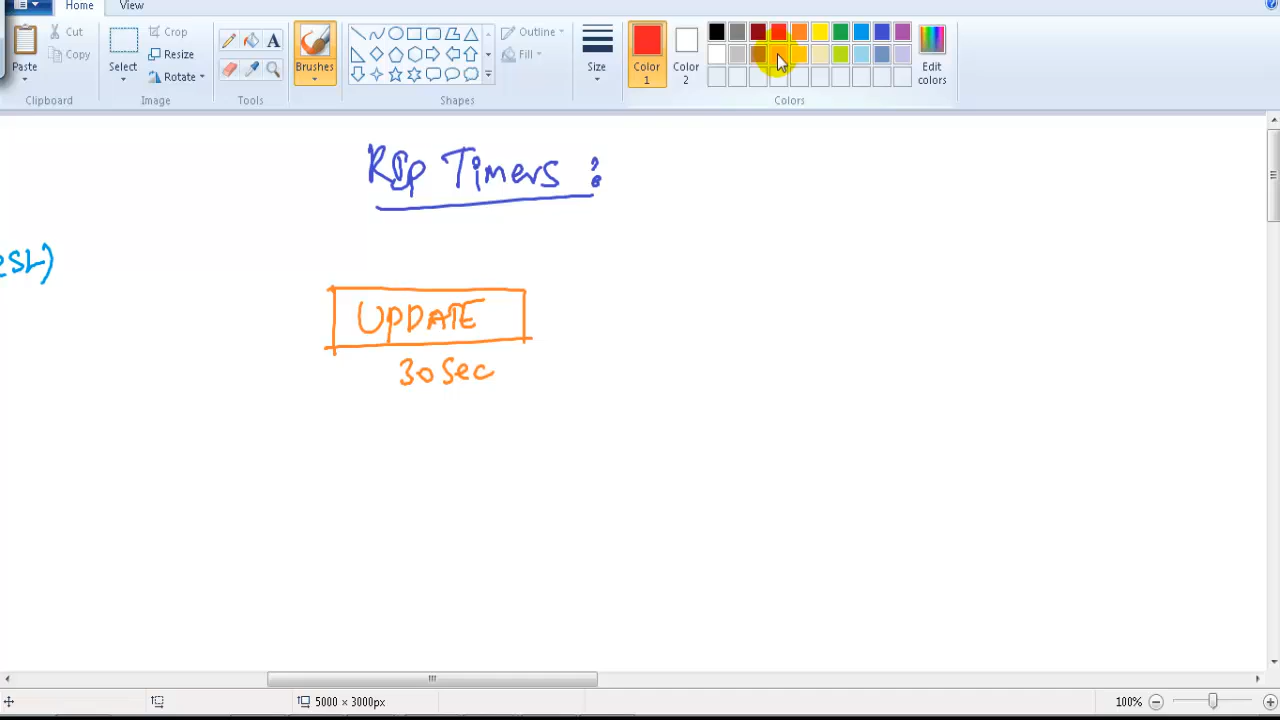 Home
View
Paste
Cut
Copy
Clipboard
Select
Crop
Resize
Rotate
Image
A
Tools
Brushes
Shapes
Outline
Fill
Size
Color 1
Color 2
Colors
Edit colors
RIp Timers :
UPDATE
30 Sec
5000 × 3000px
100%